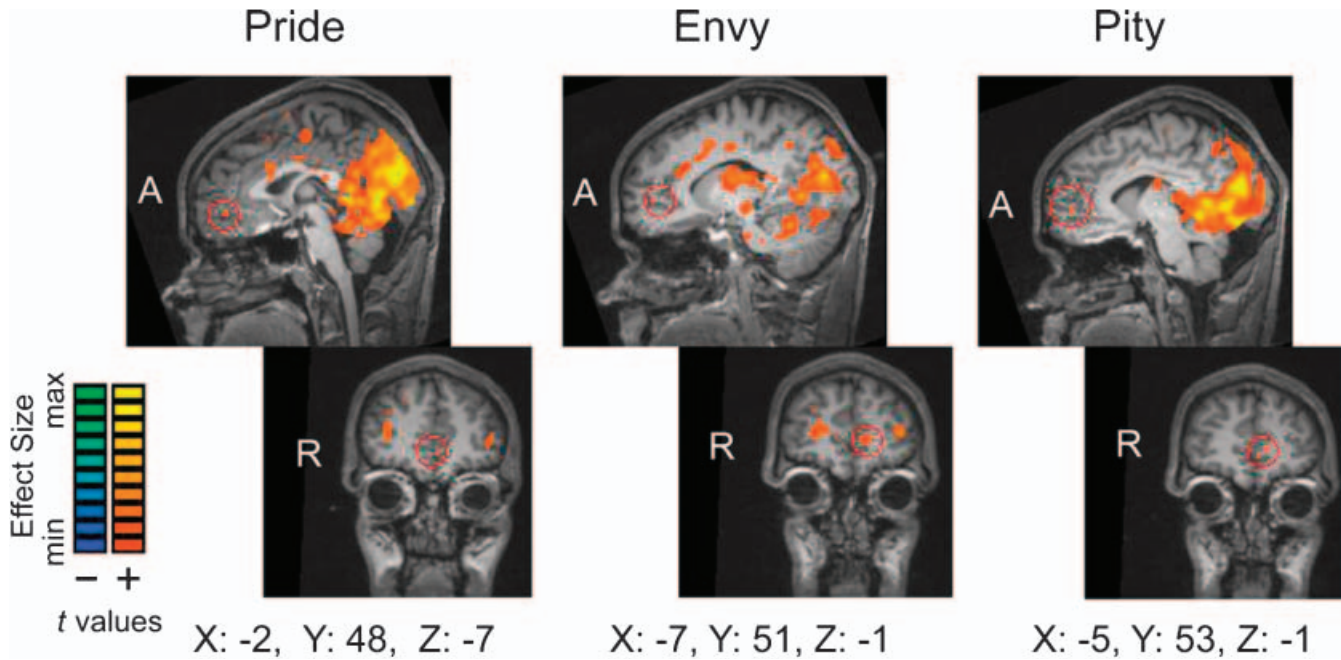 Pride Envy Pity
A A A
R R R
Effect Size
min max
− +
t values
X: -2, Y: 48, Z: -7 X: -7, Y: 51, Z: -1 X: -5, Y: 53, Z: -1